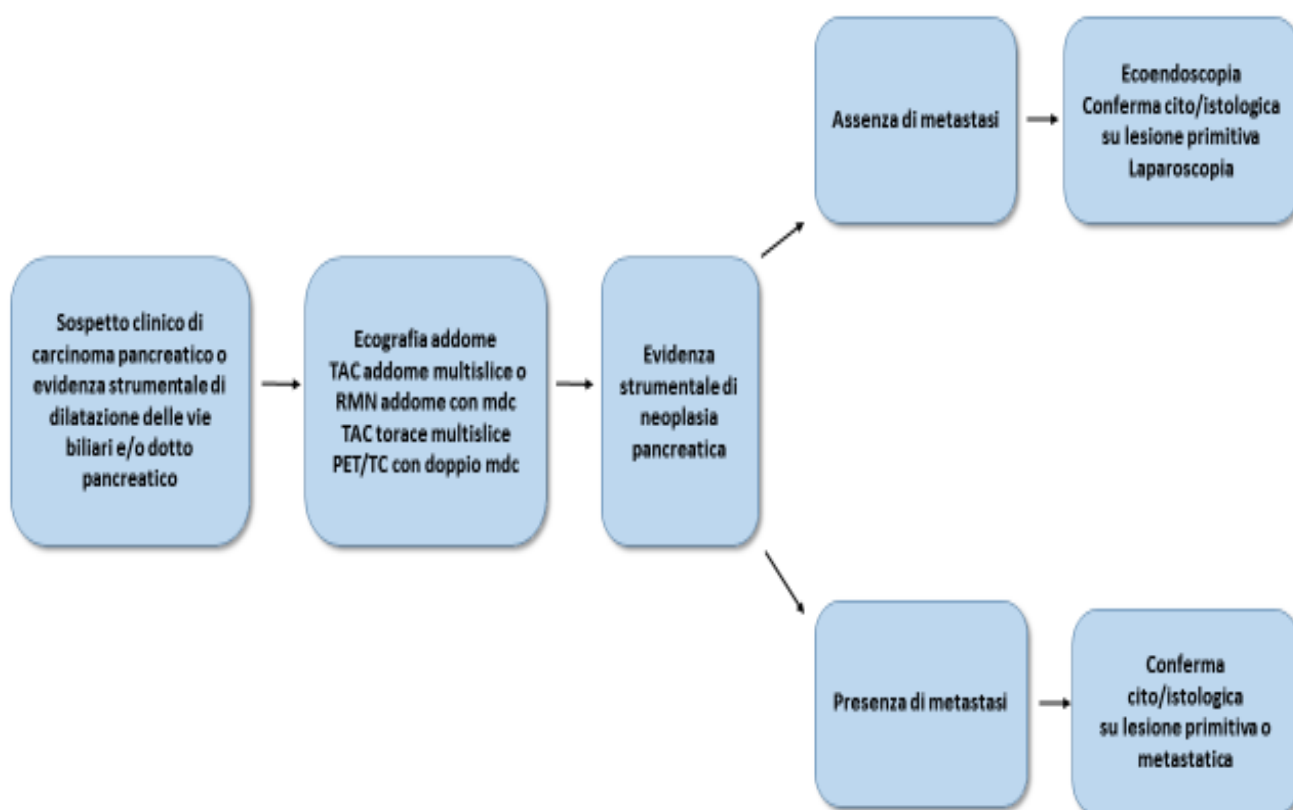 Sospetto clinico di
carcinoma pancreatico o
evidenza strumentale di
dilatazione delle vie
biliari e/o dotto
pancreatico
Ecografia addome
TAC addome multislice o
RMN addome con mdc
TAC torace multislice
PET/TC con doppio mdc
Evidenza
strumentale di
neoplasia
pancreatica
Assenza di metastasi
Ecoendoscopia
Conferma cito/istologica
su lesione primitiva
Laparoscopia
Presenza di metastasi
Conferma
cito/istologica
su lesione primitiva o
metastatica